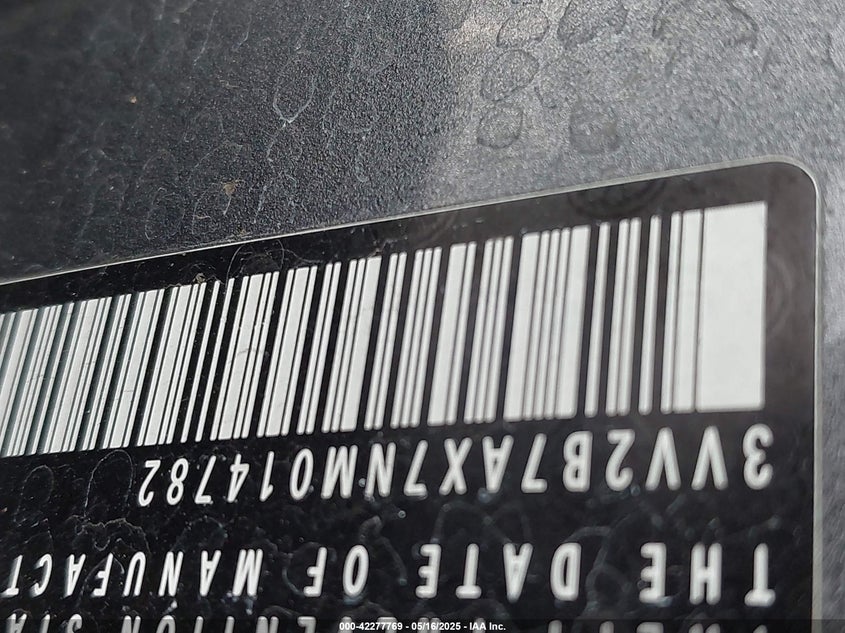 THE DATE OF MANUFACT
3VV2B7AX7NM014782
000-42277769 - 05/16/2025 - IAA Inc.